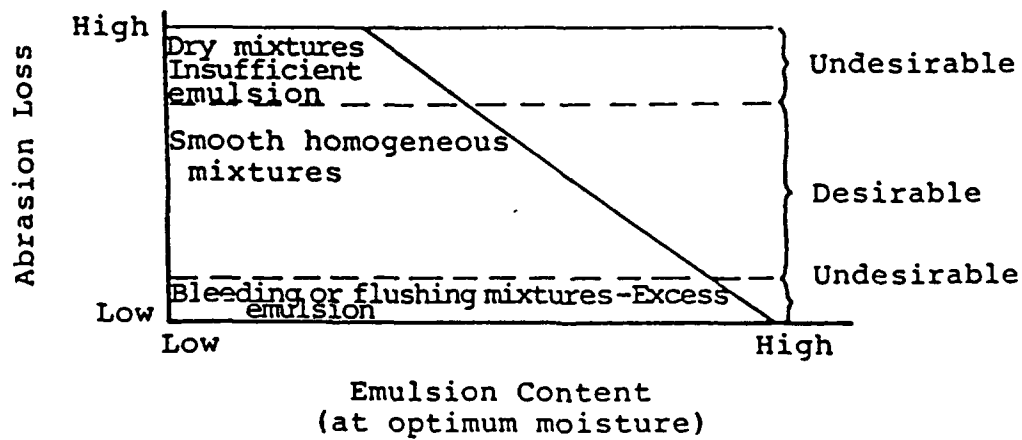 High
Dry mixtures
Insufficient
emulsion
Undesirable
Abrasion Loss
Smooth homogeneous
mixtures
Desirable
Undesirable
Bleeding or flushing mixtures-Excess
emulsion
Low
Low
High
Emulsion Content
(at optimum moisture)